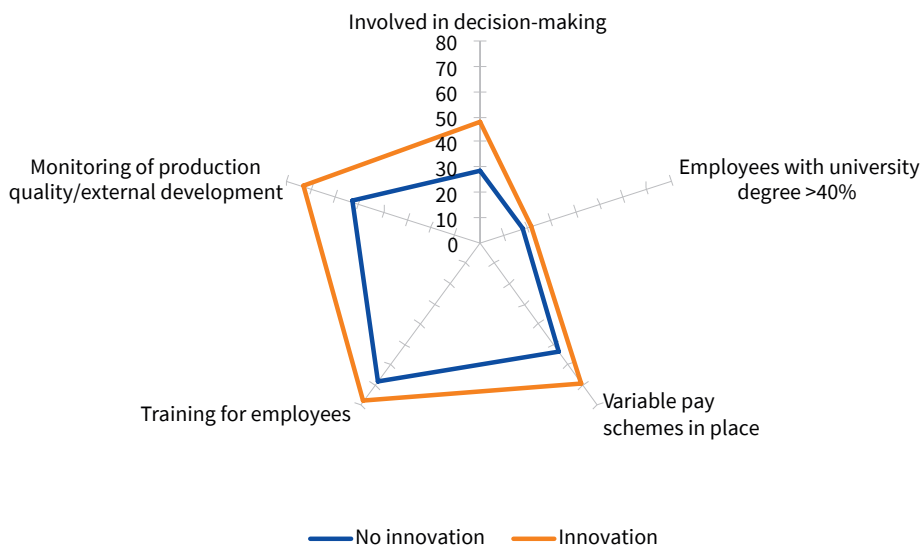 Involved in decision-making
80
70
60
50
40
30
20
10
0
Monitoring of production
quality/external development
Employees with university
degree >40%
Training for employees
Variable pay
schemes in place
No innovation
Innovation